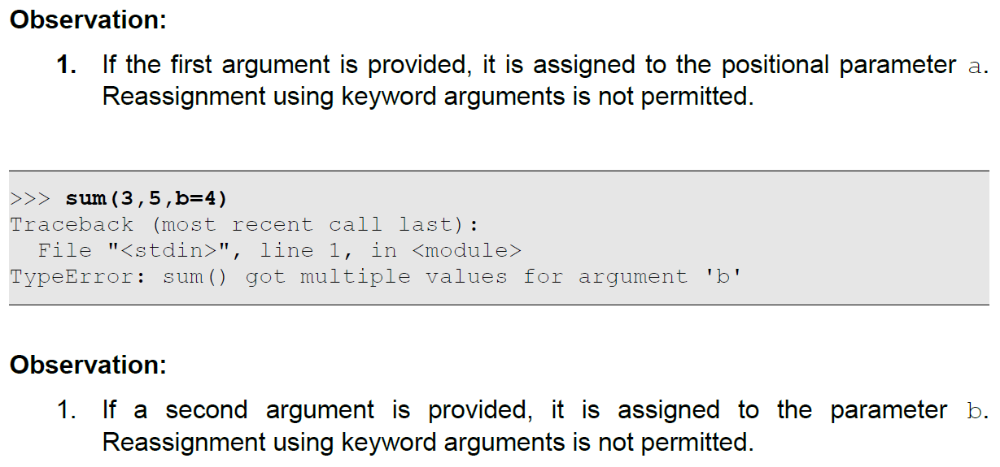 Observation:
1. If the first argument is provided, it is assigned to the positional parameter a.
Reassignment using keyword arguments is not permitted.
>>> sum(3,5,b=4)
Traceback (most recent call last):
  File "<stdin>", line 1, in <module>
TypeError: sum() got multiple values for argument 'b'
Observation:
1. If a second argument is provided, it is assigned to the parameter b.
Reassignment using keyword arguments is not permitted.